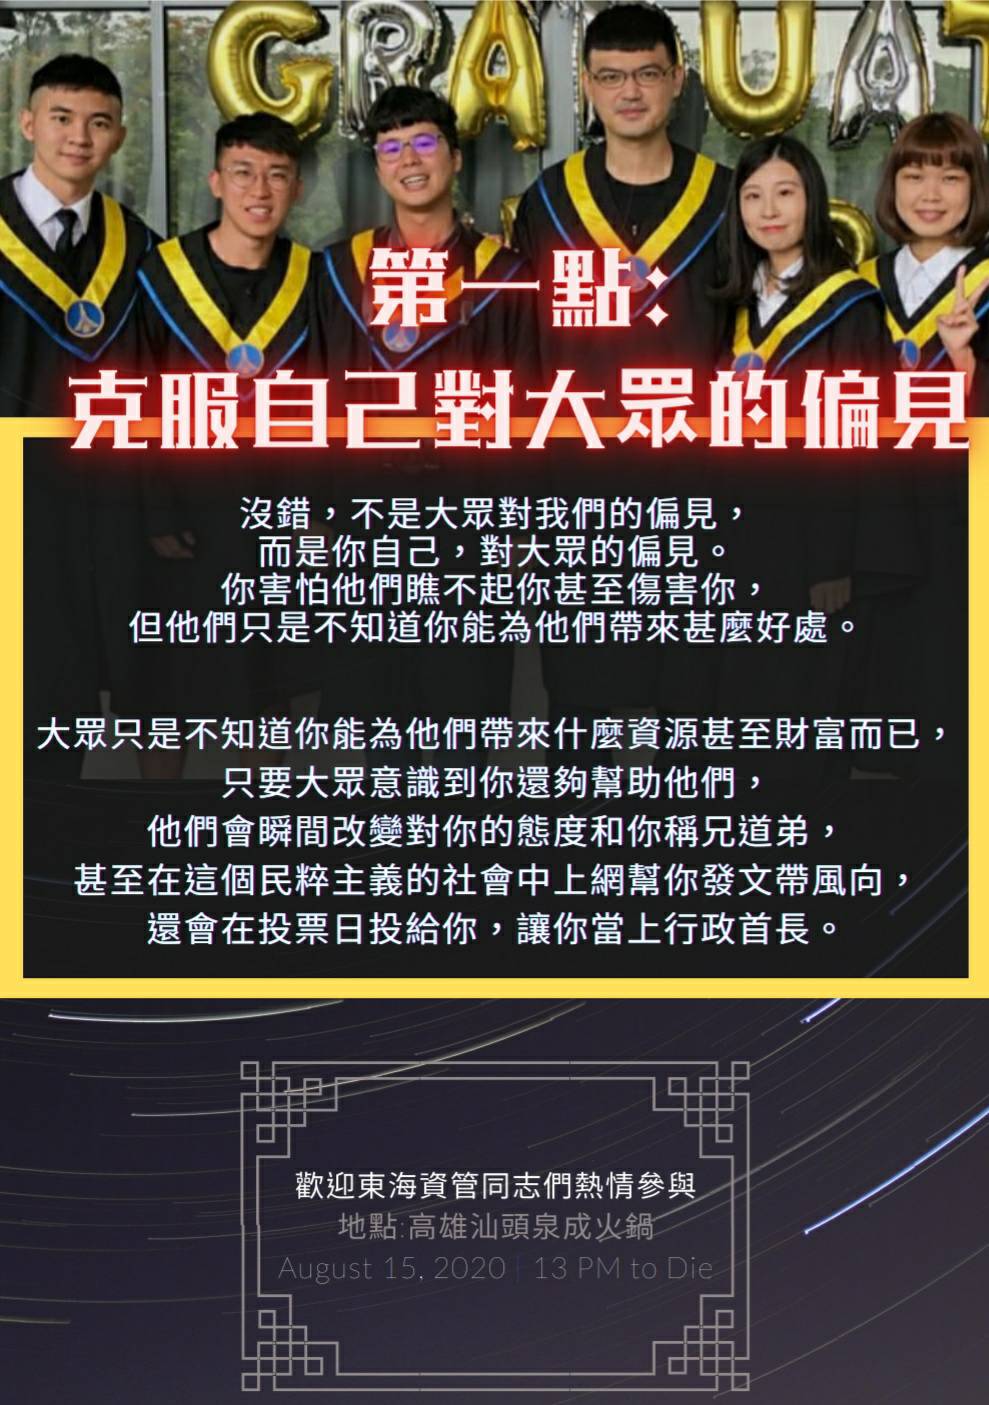 GRADUAT
第一點:
克服自己對大眾的偏見
沒錯，不是大眾對我們的偏見，
而是你自己，對大眾的偏見。
你害怕他們瞧不起你甚至傷害你，
但他們只是不知道你能為他們帶來甚麼好處。
大眾只是不知道你能為他們帶來什麼資源甚至財富而已，
只要大眾意識到你還夠幫助他們，
他們會瞬間改變對你的態度和你稱兄道弟，
甚至在這個民粹主義的社會中上網幫你發文帶風向，
還會在投票日投給你，讓你當上行政首長。
歡迎東海資管同志們熱情參與
地點:高雄汕頭泉成火鍋
August 15, 2020 | 13 PM to Die